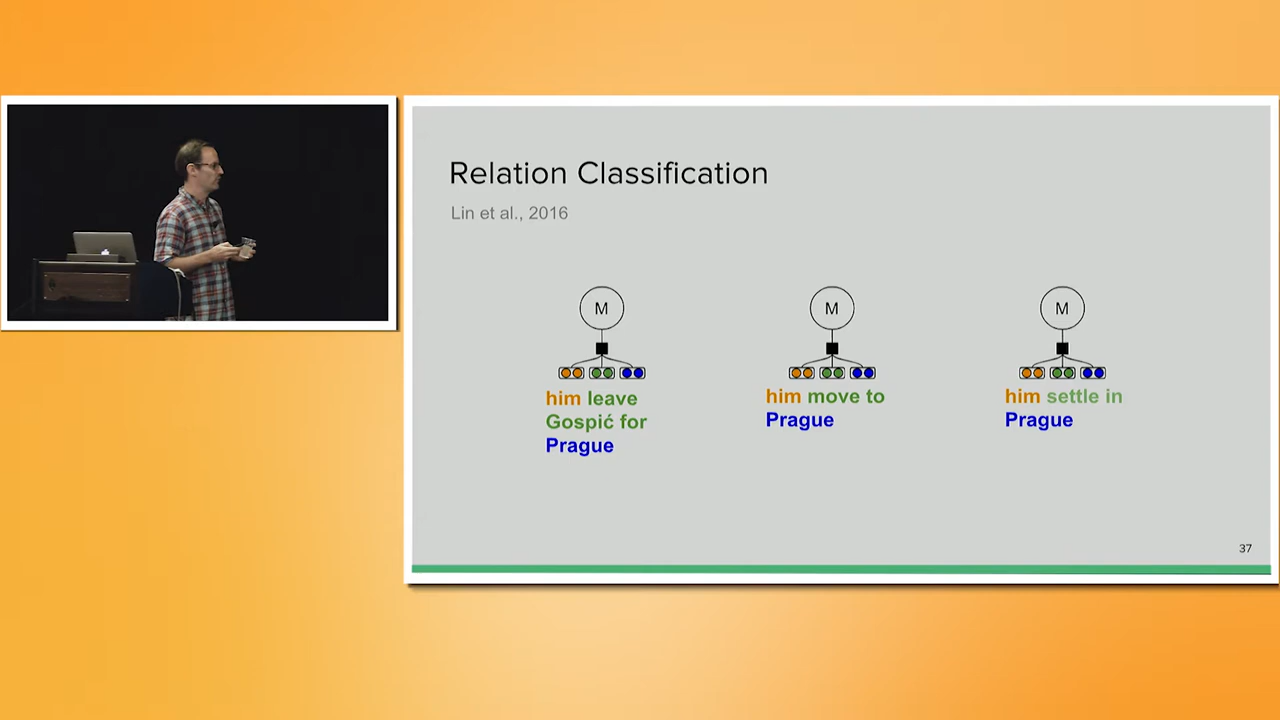 Relation Classification
Lin et al., 2016
M
M
M
him leave
Gospić for
Prague
him move to
Prague
him settle in
Prague
37